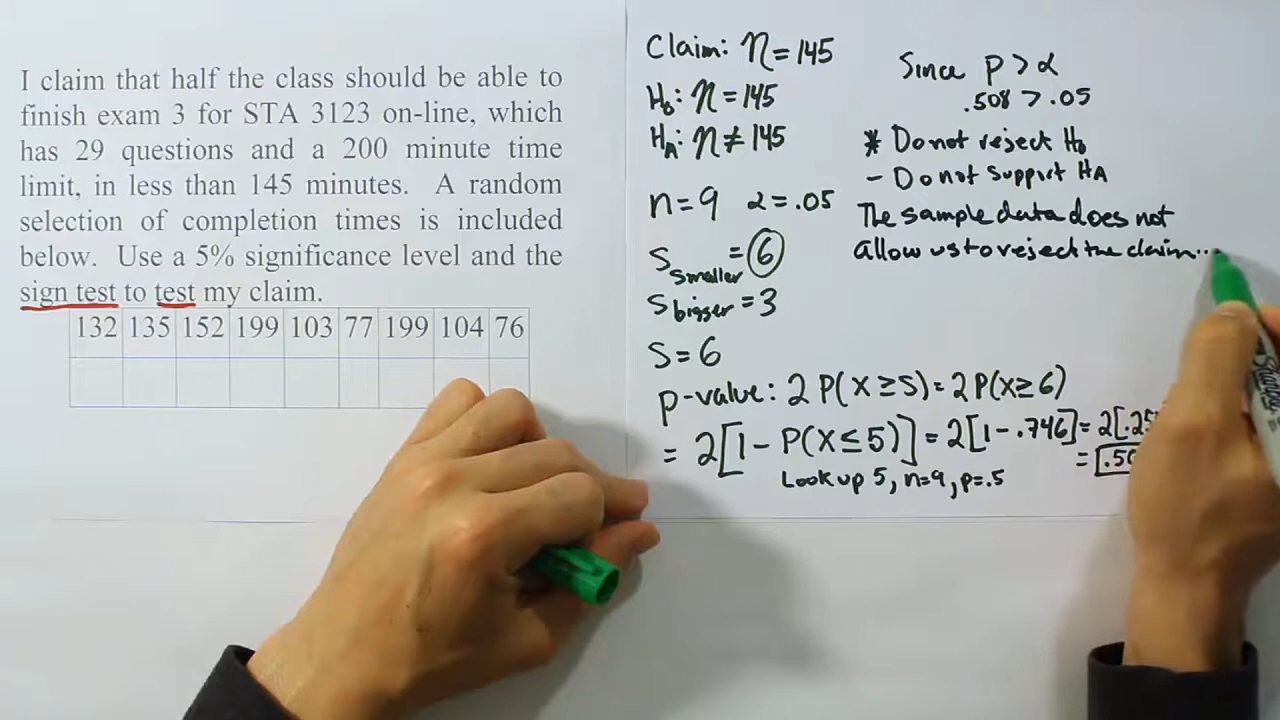 I claim that half the class should be able to
finish exam 3 for STA 3123 on-line, which
has 29 questions and a 200 minute time
limit, in less than 145 minutes. A random
selection of completion times is included
below. Use a 5% significance level and the
sign test to test my claim.
132 135 152 199 103 77 199 104 76
Claim: η = 145
H₀: η = 145
Hₐ: η ≠ 145
n = 9 α = .05
S smaller = 6
S bigger = 3
S = 6
p-value: 2 P(X ≥ S) = 2 P(X ≥ 6)
= 2[1 - P(X ≤ 5)] = 2[1 - .746] = 2[.25
Look up 5, n=9, p=.5
= .50
Since p > α
.508 > .05
* Do not reject H₀
- Do not support Hₐ
The sample data does not
allow us to reject the claim...